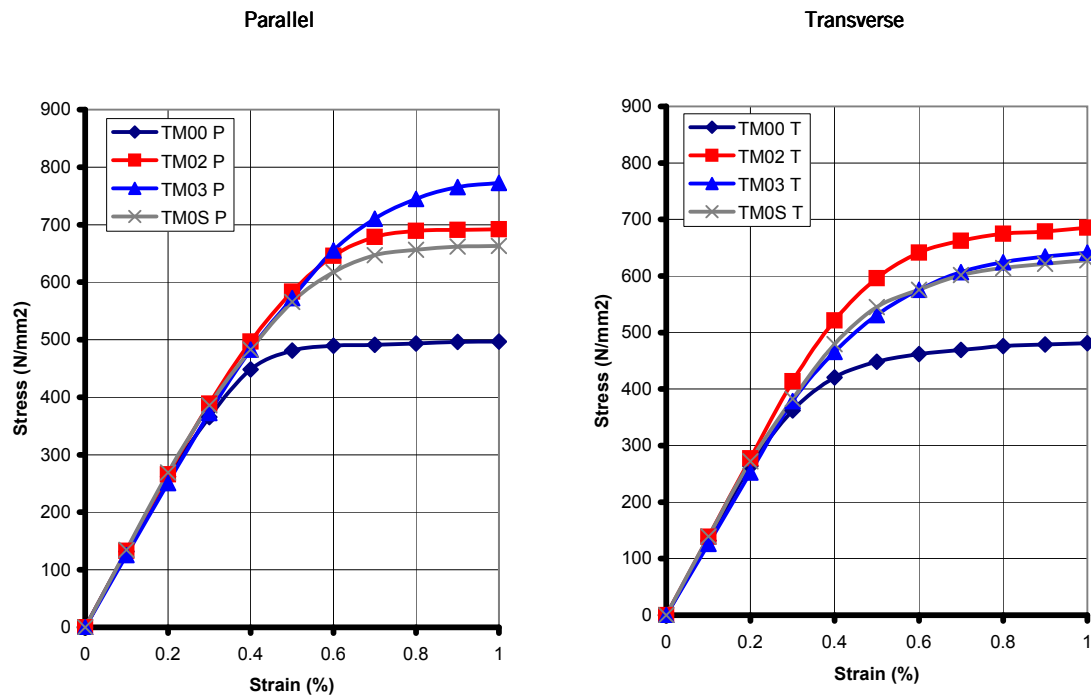 Parallel
Transverse
900
800
700
600
500
400
300
200
100
0
Stress (N/mm2)
TM00 P
TM02 P
TM03 P
TM0S P
0 0.2 0.4 0.6 0.8 1
Strain (%)
900
800
700
600
500
400
300
200
100
0
Stress (N/mm2)
TM00 T
TM02 T
TM03 T
TM0S T
0 0.2 0.4 0.6 0.8 1
Strain (%)